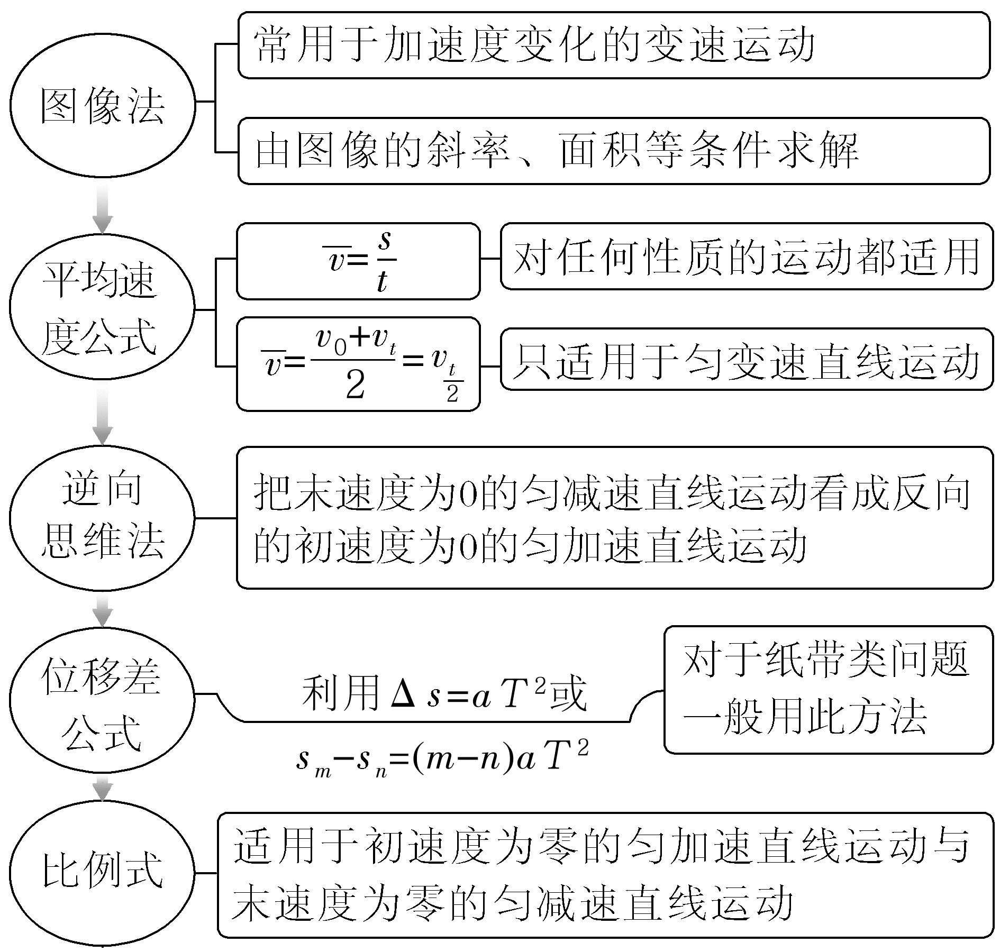 图像法
常用于加速度变化的变速运动
由图像的斜率、面积等条件求解
平均速
度公式
v̅=s/t
对任何性质的运动都适用
v̅=(v₀+vₜ)/2=v_(t/2)
只适用于匀变速直线运动
逆向
思维法
把末速度为0的匀减速直线运动看成反向
的初速度为0的匀加速直线运动
位移差
公式
利用Δs=aT²或
sₘ-sₙ=(m-n)aT²
对于纸带类问题
一般用此方法
比例式
适用于初速度为零的匀加速直线运动与
末速度为零的匀减速直线运动